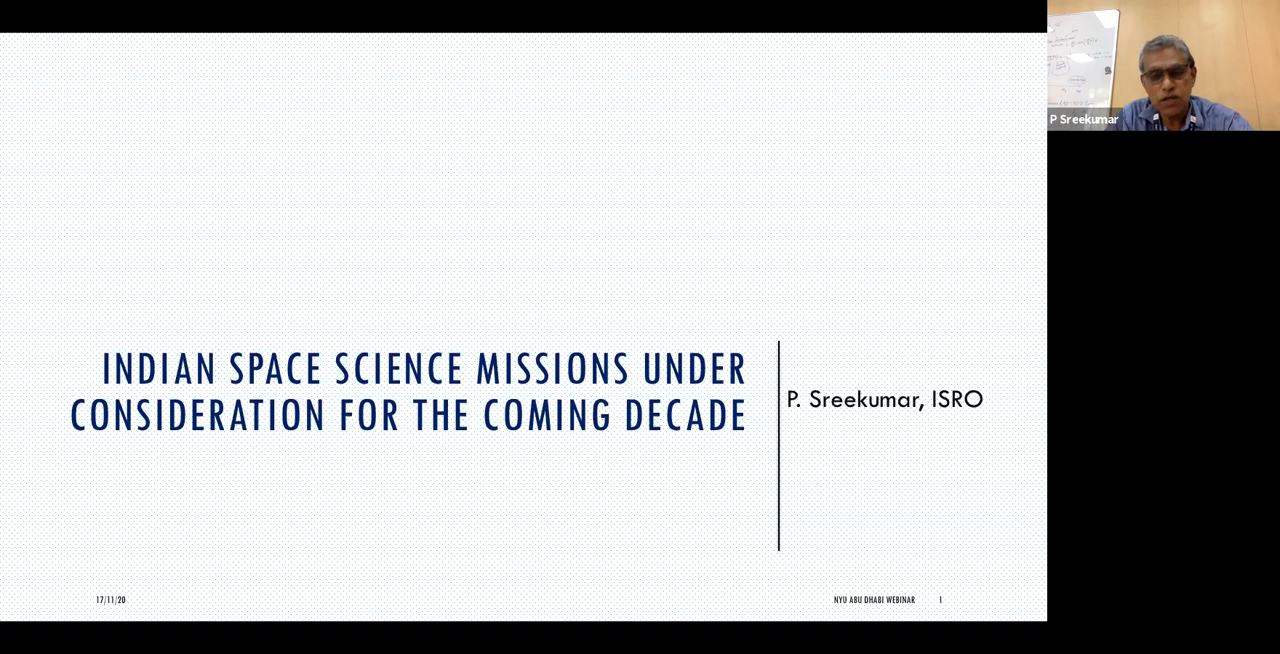 INDIAN SPACE SCIENCE MISSIONS UNDER
CONSIDERATION FOR THE COMING DECADE
P. Sreekumar, ISRO
17/11/20
NYU ABU DHABI WEBINAR 1
P Sreekumar